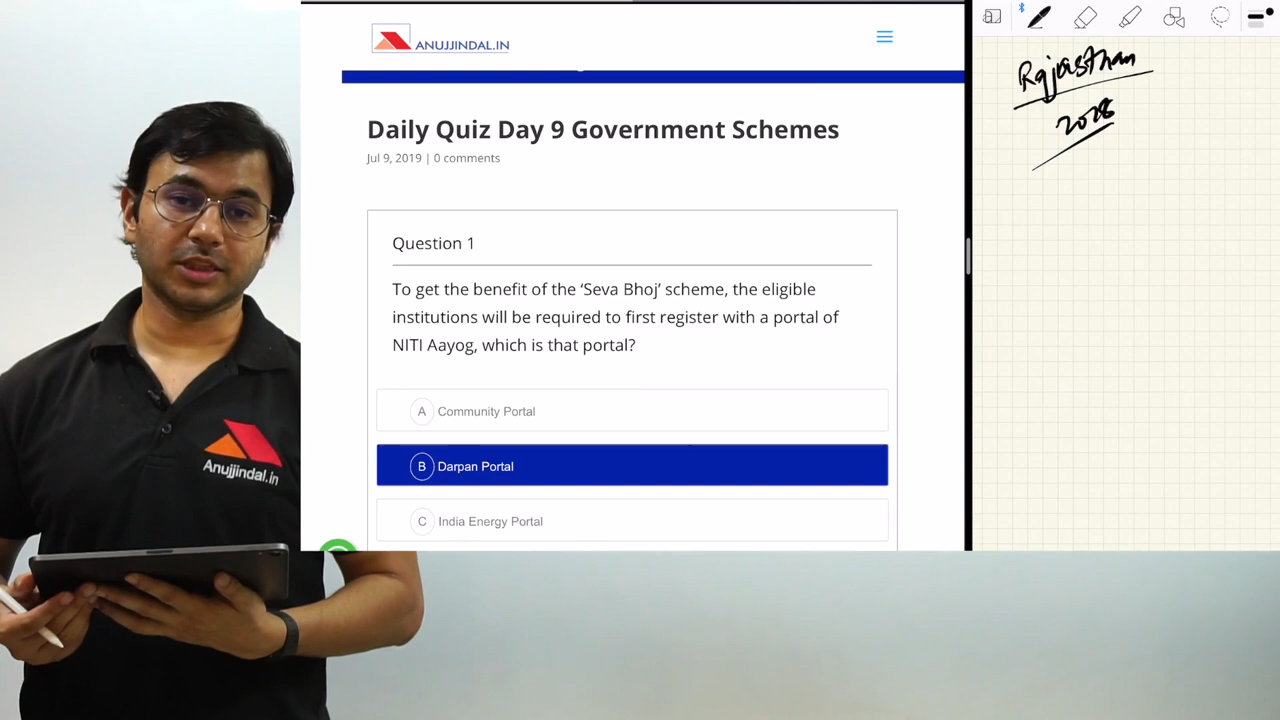 ANUJJINDAL.IN
Daily Quiz Day 9 Government Schemes
Jul 9, 2019 | 0 comments
Question 1
To get the benefit of the ‘Seva Bhoj’ scheme, the eligible
institutions will be required to first register with a portal of
NITI Aayog, which is that portal?
A Community Portal
B Darpan Portal
C India Energy Portal
Rajasthan
2018
Anujjindal.in